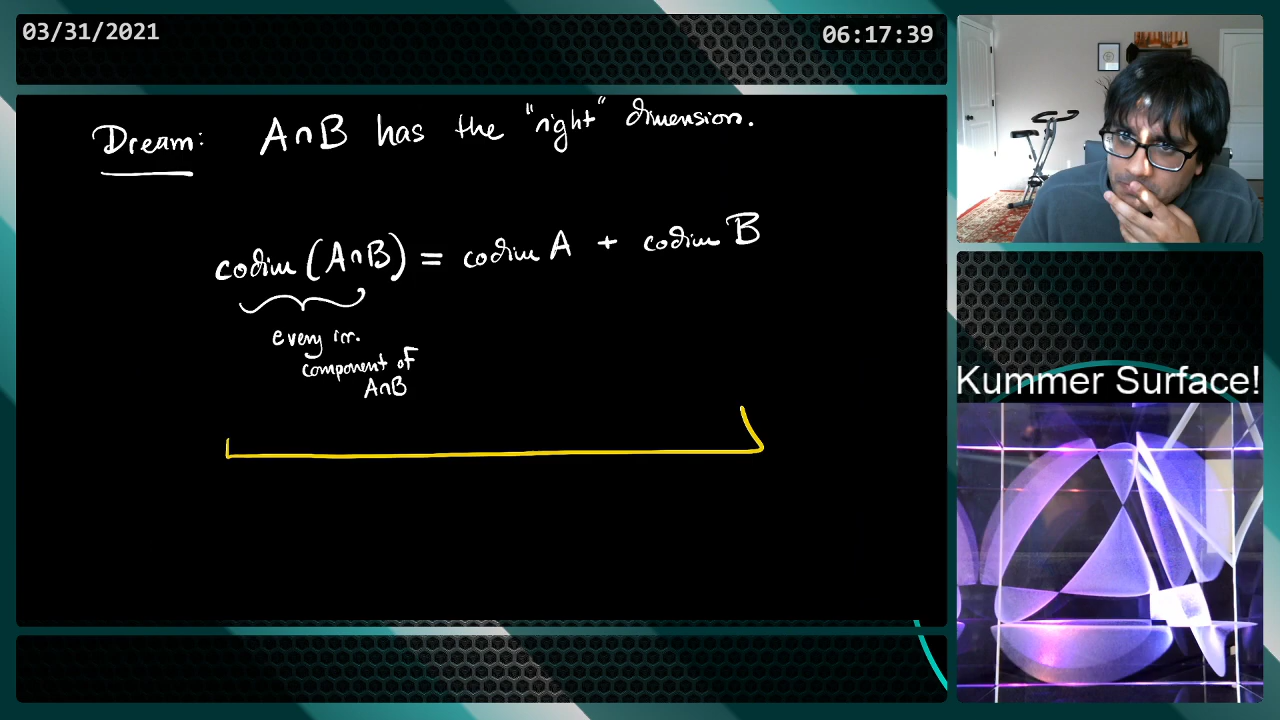 03/31/2021
06:17:39
Dream: A∩B has the "right" dimension.
codim (A∩B) = codim A + codim B
every irr.
component of
A∩B
Kummer Surface!